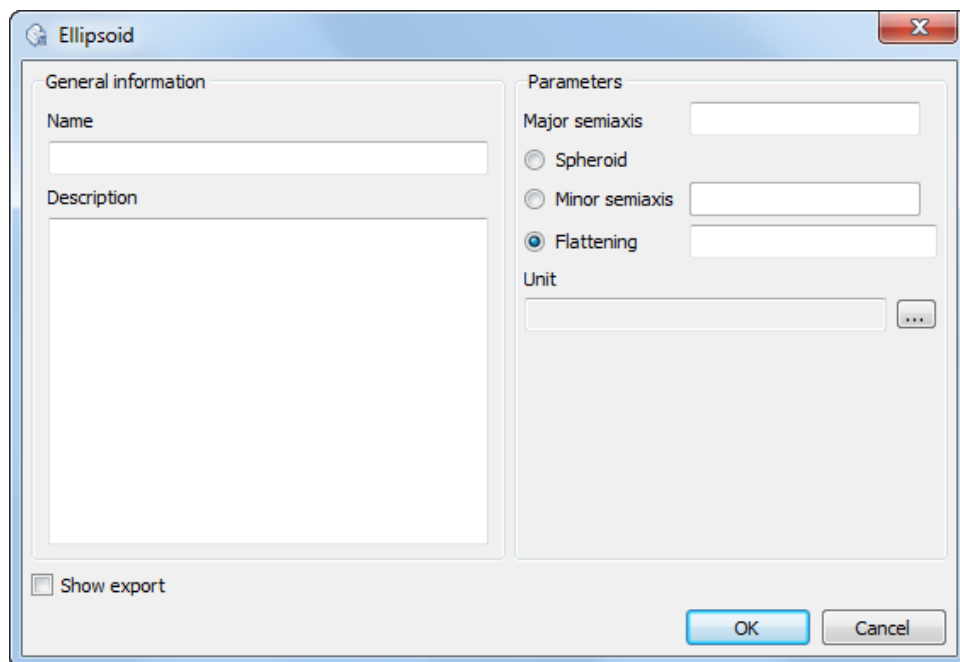 Ellipsoid
General information
Name
Description
Parameters
Major semiaxis
Spheroid
Minor semiaxis
Flattening
Unit
...
Show export
OK
Cancel